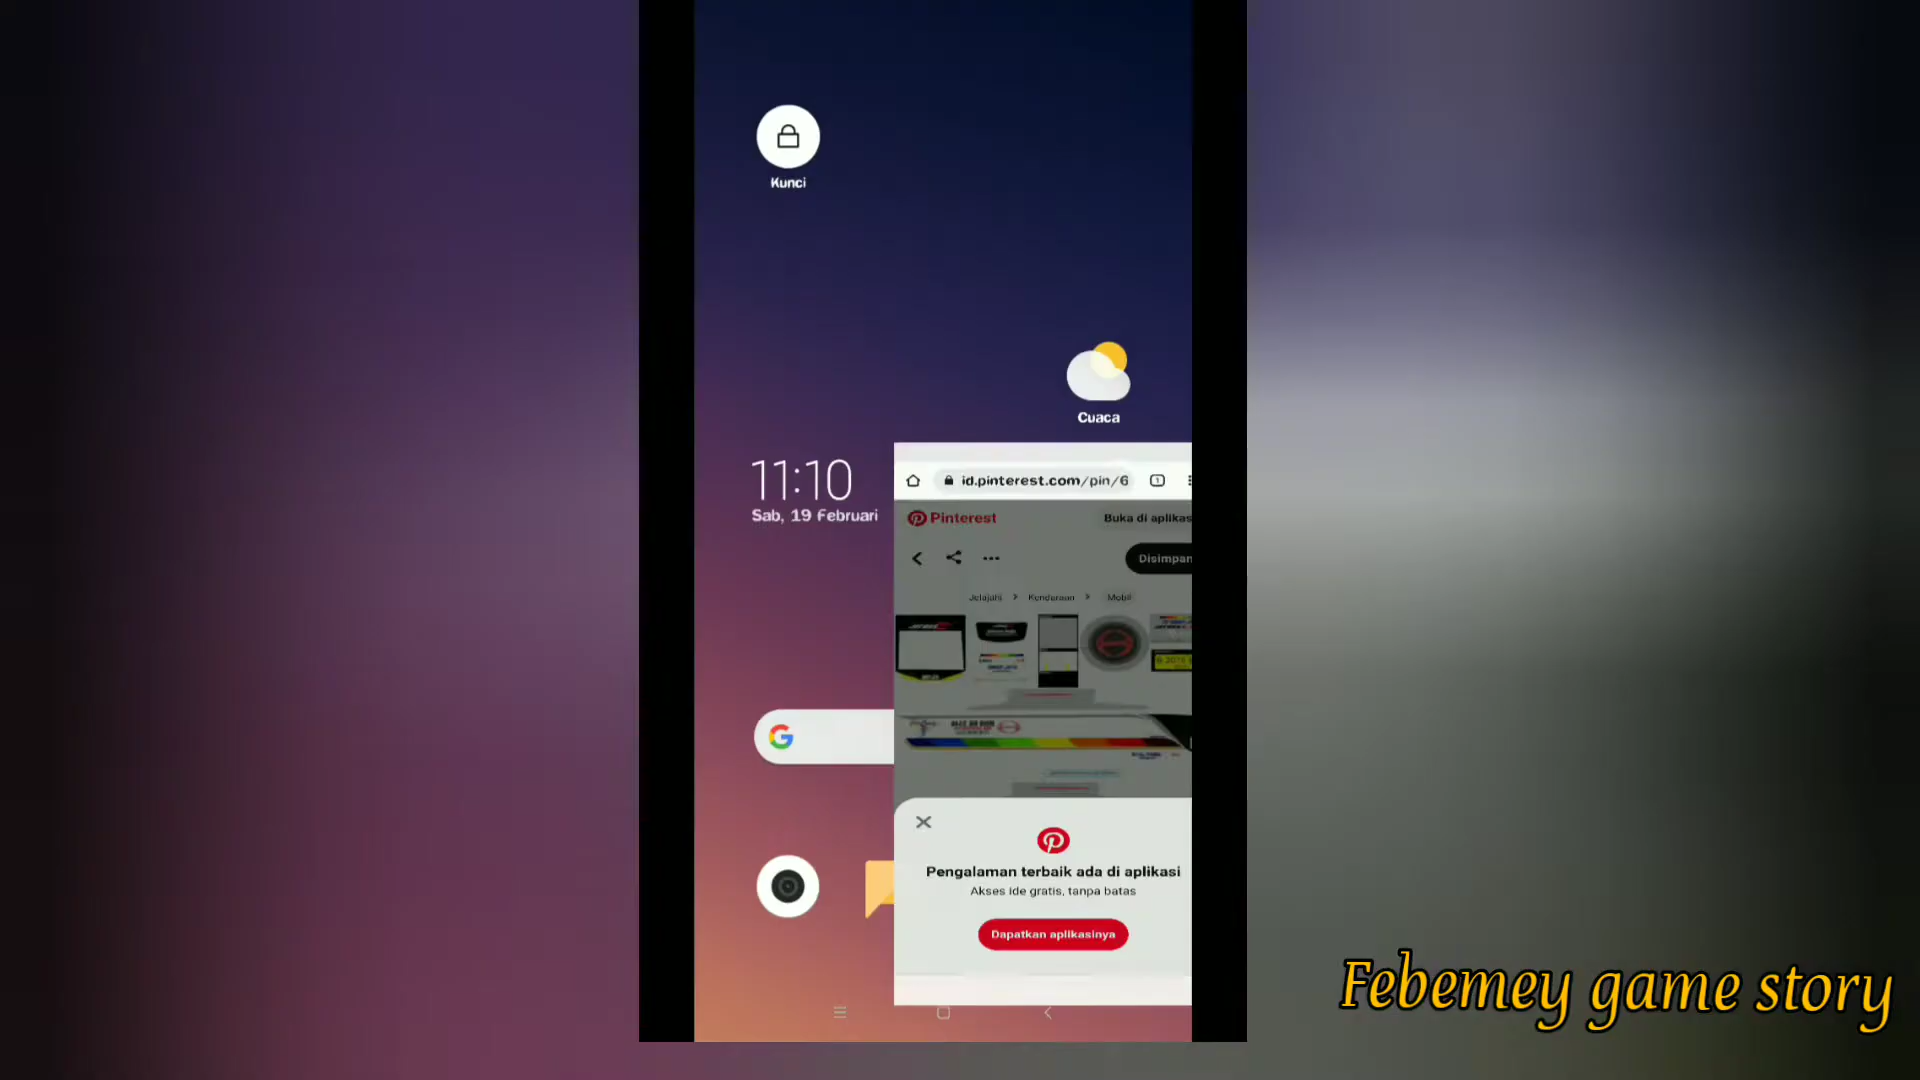 Kunci
Cuaca
11:10
Sab, 19 Februari
id.pinterest.com/pin/6
Pinterest
Buka di aplikas
Disimpan
Jelajahi > Kendaraan > Mobil
Pengalaman terbaik ada di aplikasi
Akses ide gratis, tanpa batas
Dapatkan aplikasinya
Febemey game story